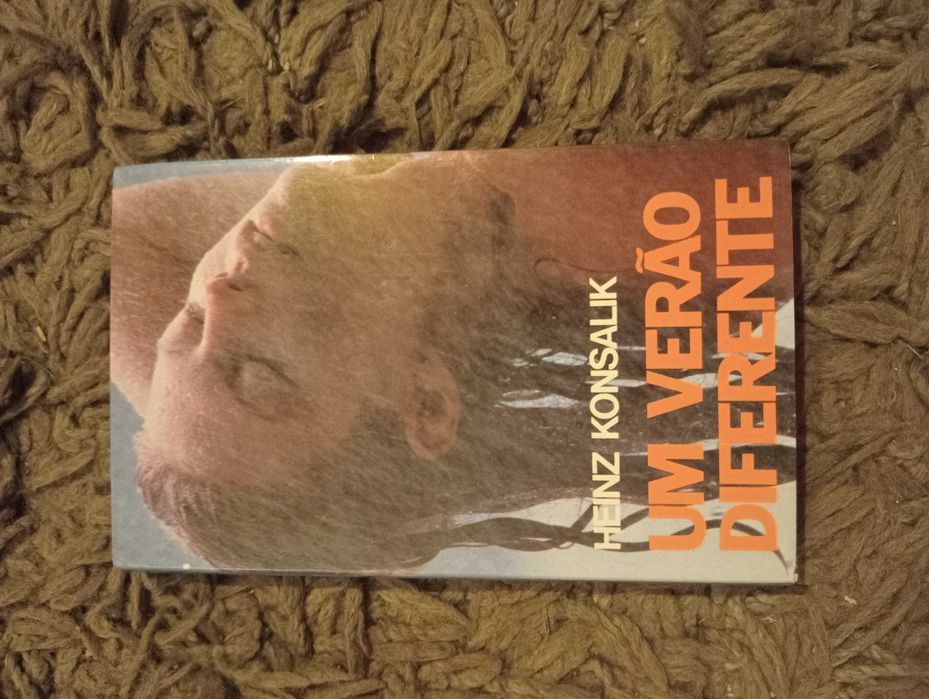 HEINZ KONSALIK
UM VERÃO
DIFERENTE